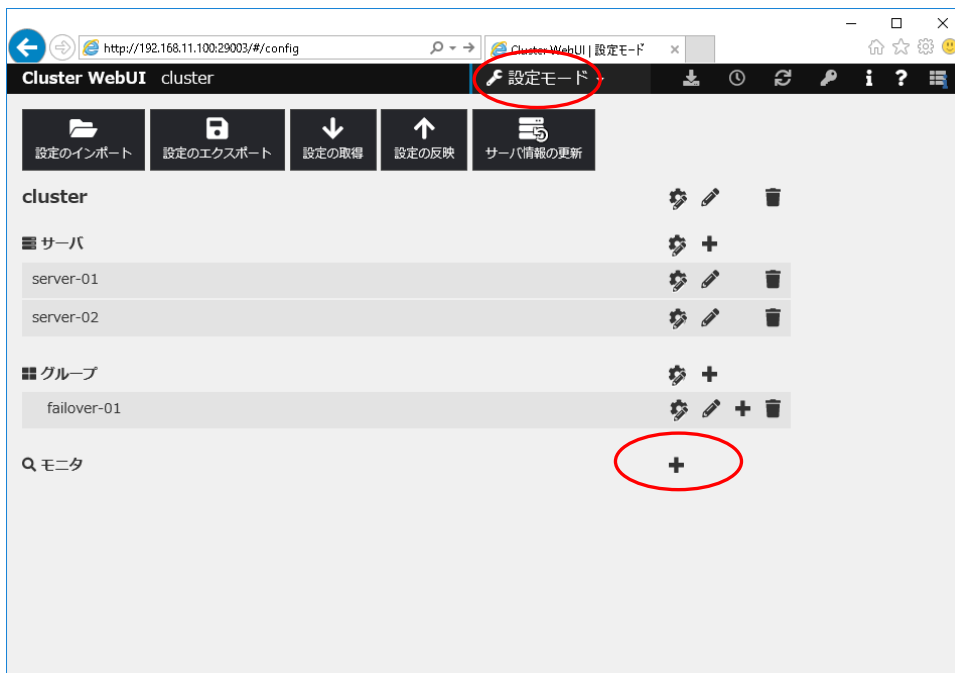 http://192.168.11.100:29003/#/config
Cluster WebUI | 設定モード
Cluster WebUI cluster 設定モード
設定のインポート 設定のエクスポート 設定の取得 設定の反映 サーバ情報の更新
cluster
サーバ
server-01
server-02
グループ
failover-01
モニタ